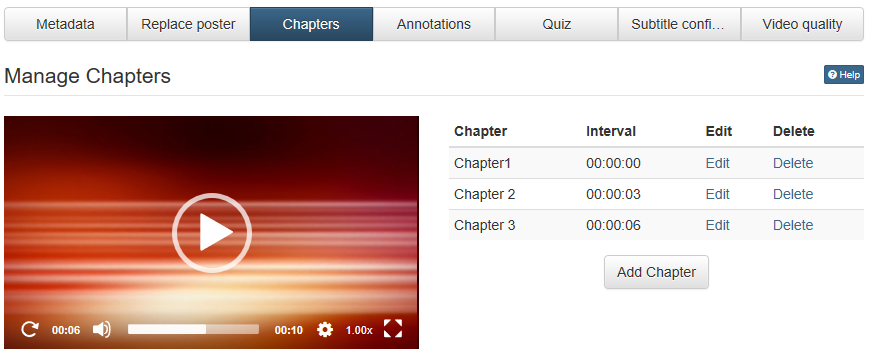 Metadata Replace poster Chapters Annotations Quiz Subtitle confi... Video quality
Manage Chapters
Help
Chapter Interval Edit Delete
Chapter1 00:00:00 Edit Delete
Chapter 2 00:00:03 Edit Delete
Chapter 3 00:00:06 Edit Delete
Add Chapter
00:06 00:10 1.00x